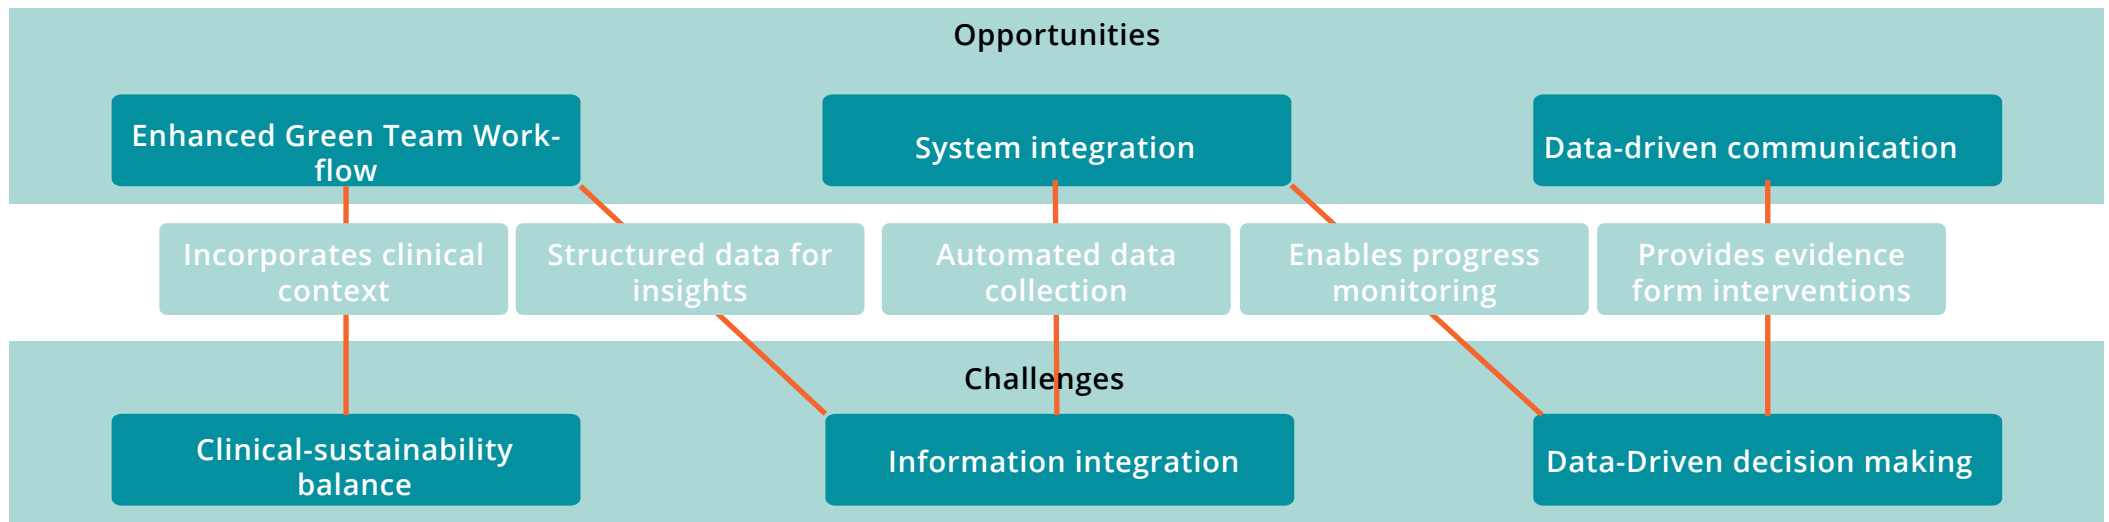 Opportunities
Enhanced Green Team Work-
flow
System integration
Data-driven communication
Incorporates clinical
context
Structured data for
insights
Automated data
collection
Enables progress
monitoring
Provides evidence
form interventions
Challenges
Clinical-sustainability
balance
Information integration
Data-Driven decision making